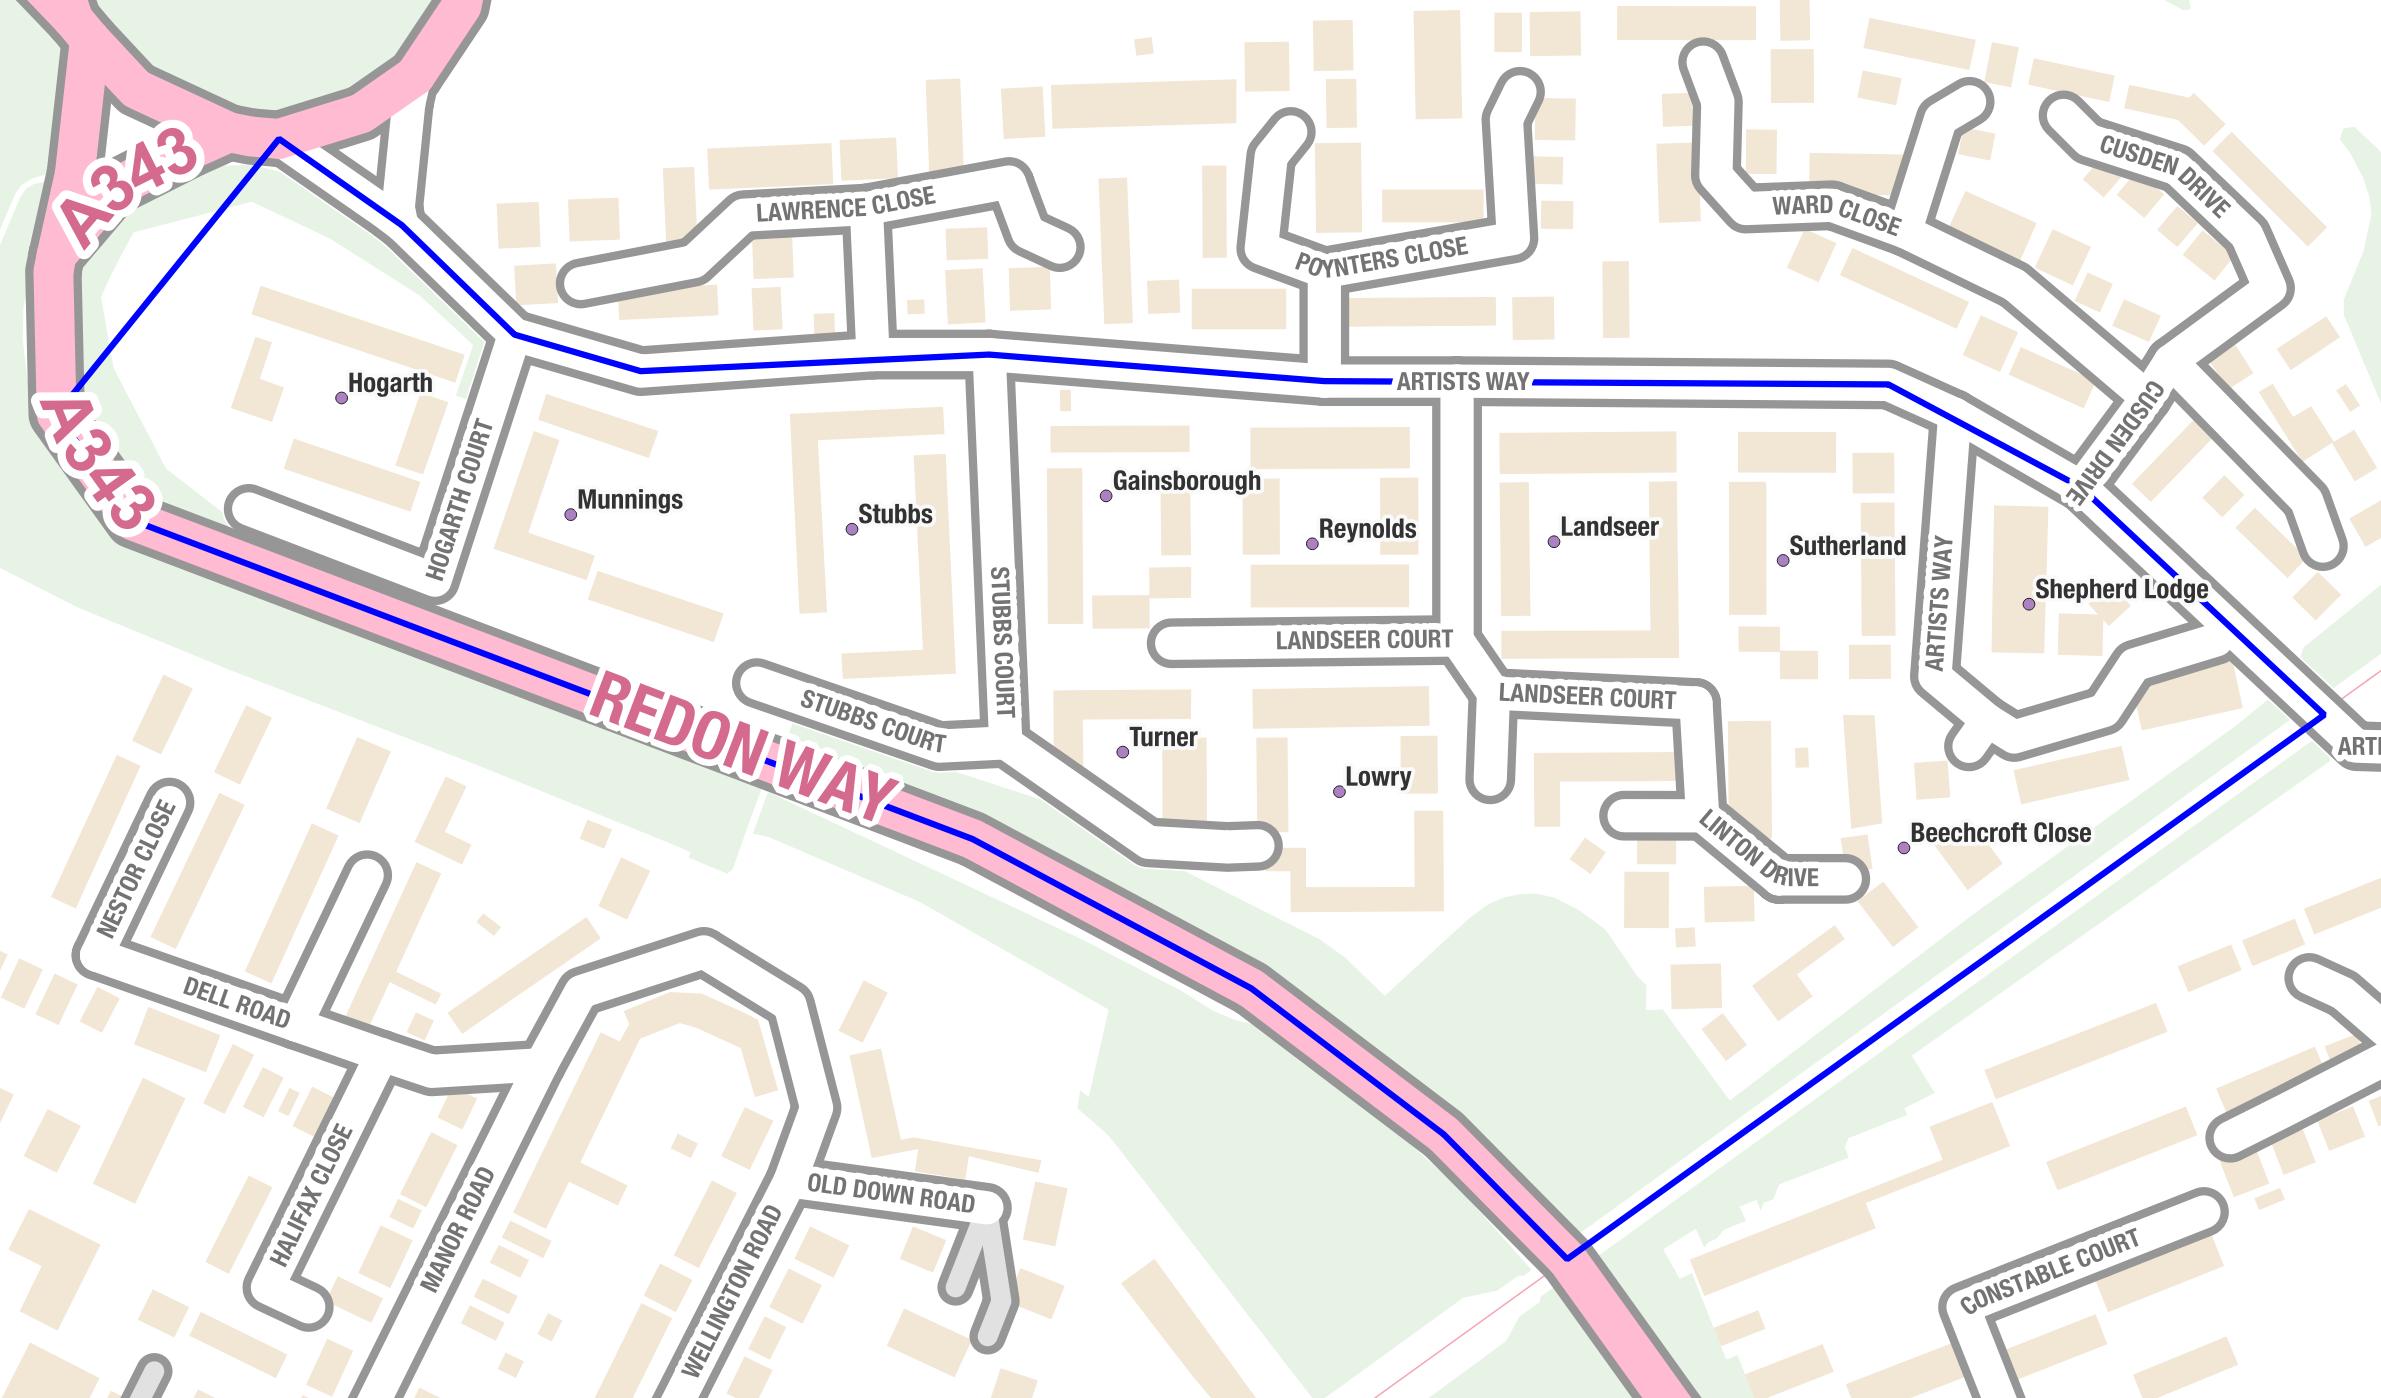 A343
CUSDEN DRIVE
LAWRENCE CLOSE
WARD CLOSE
POYNTERS CLOSE
Hogarth
ARTISTS WAY
CUSDEN DRIVE
A343
HOGARTH COURT
Munnings
Stubbs
Gainsborough
Reynolds
Landseer
Sutherland
ARTISTS WAY
Shepherd Lodge
STUBBS COURT
LANDSEER COURT
LANDSEER COURT
REDON WAY
STUBBS COURT
Turner
ARTI
Lowry
LINTON DRIVE
Beechcroft Close
NESTOR CLOSE
DELL ROAD
HALIFAX CLOSE
MANOR ROAD
OLD DOWN ROAD
WELLINGTON ROAD
CONSTABLE COURT